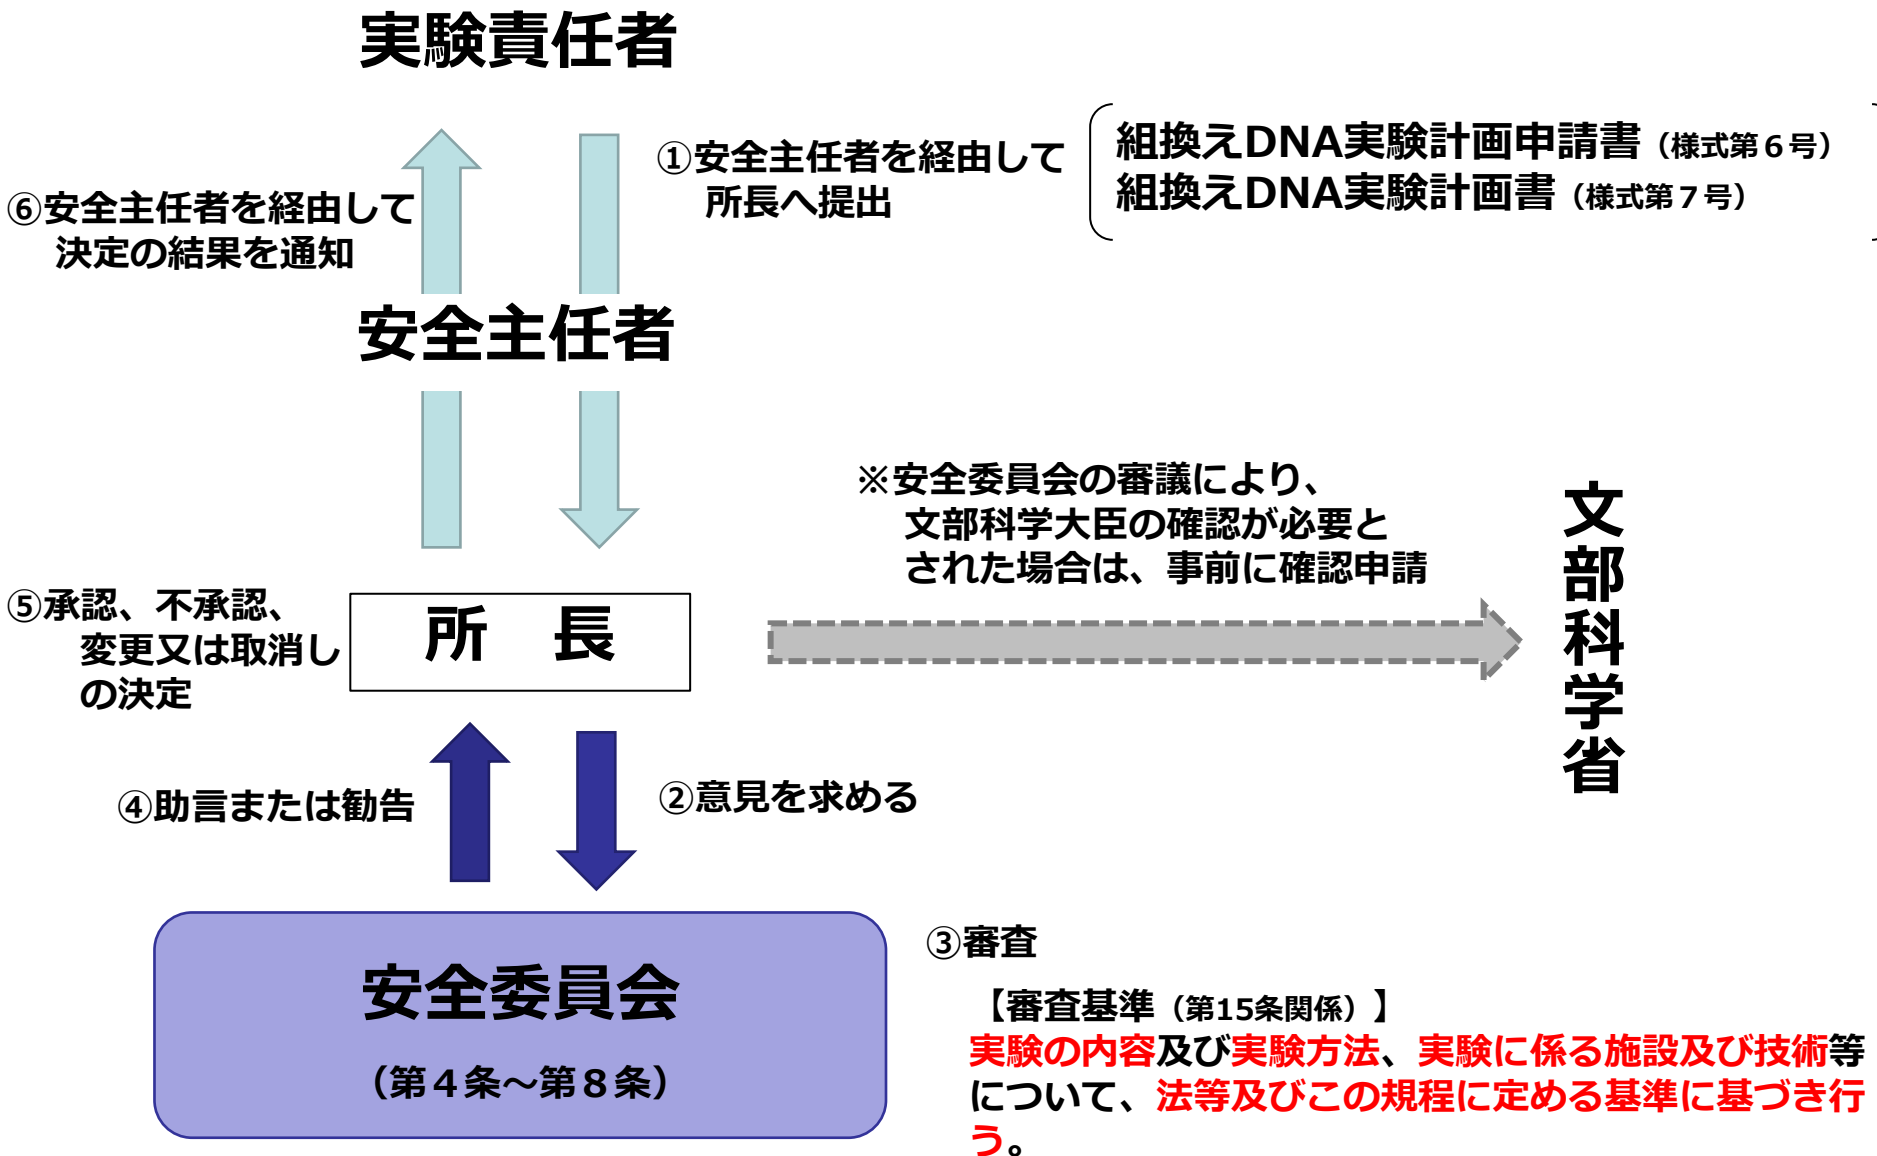 実験責任者
①安全主任者を経由して
所長へ提出
組換えDNA実験計画申請書（様式第６号）
組換えDNA実験計画書（様式第７号）
⑥安全主任者を経由して
決定の結果を通知
安全主任者
※安全委員会の審議により、
文部科学大臣の確認が必要と
された場合は、事前に確認申請
文部科学省
⑤承認、不承認、
変更又は取消し
の決定
所　長
④助言または勧告
②意見を求める
安全委員会
（第４条～第８条）
③審査
【審査基準（第15条関係）】
実験の内容及び実験方法、実験に係る施設及び技術等
について、法等及びこの規程に定める基準に基づき行
う。